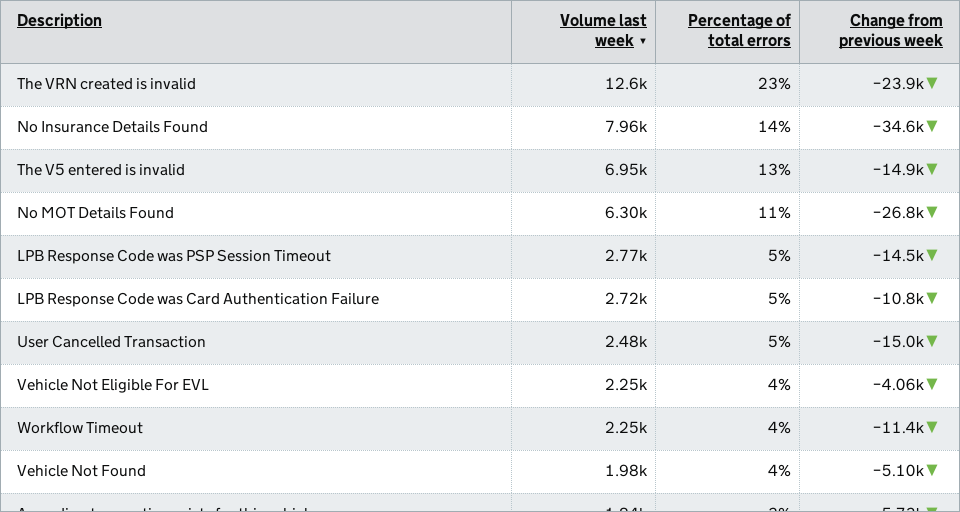 Description Volume last week ▼ Percentage of total errors Change from previous week
The VRN created is invalid 12.6k 23% −23.9k▼
No Insurance Details Found 7.96k 14% −34.6k▼
The V5 entered is invalid 6.95k 13% −14.9k▼
No MOT Details Found 6.30k 11% −26.8k▼
LPB Response Code was PSP Session Timeout 2.77k 5% −14.5k▼
LPB Response Code was Card Authentication Failure 2.72k 5% −10.8k▼
User Cancelled Transaction 2.48k 5% −15.0k▼
Vehicle Not Eligible For EVL 2.25k 4% −4.06k▼
Workflow Timeout 2.25k 4% −11.4k▼
Vehicle Not Found 1.98k 4% −5.10k▼